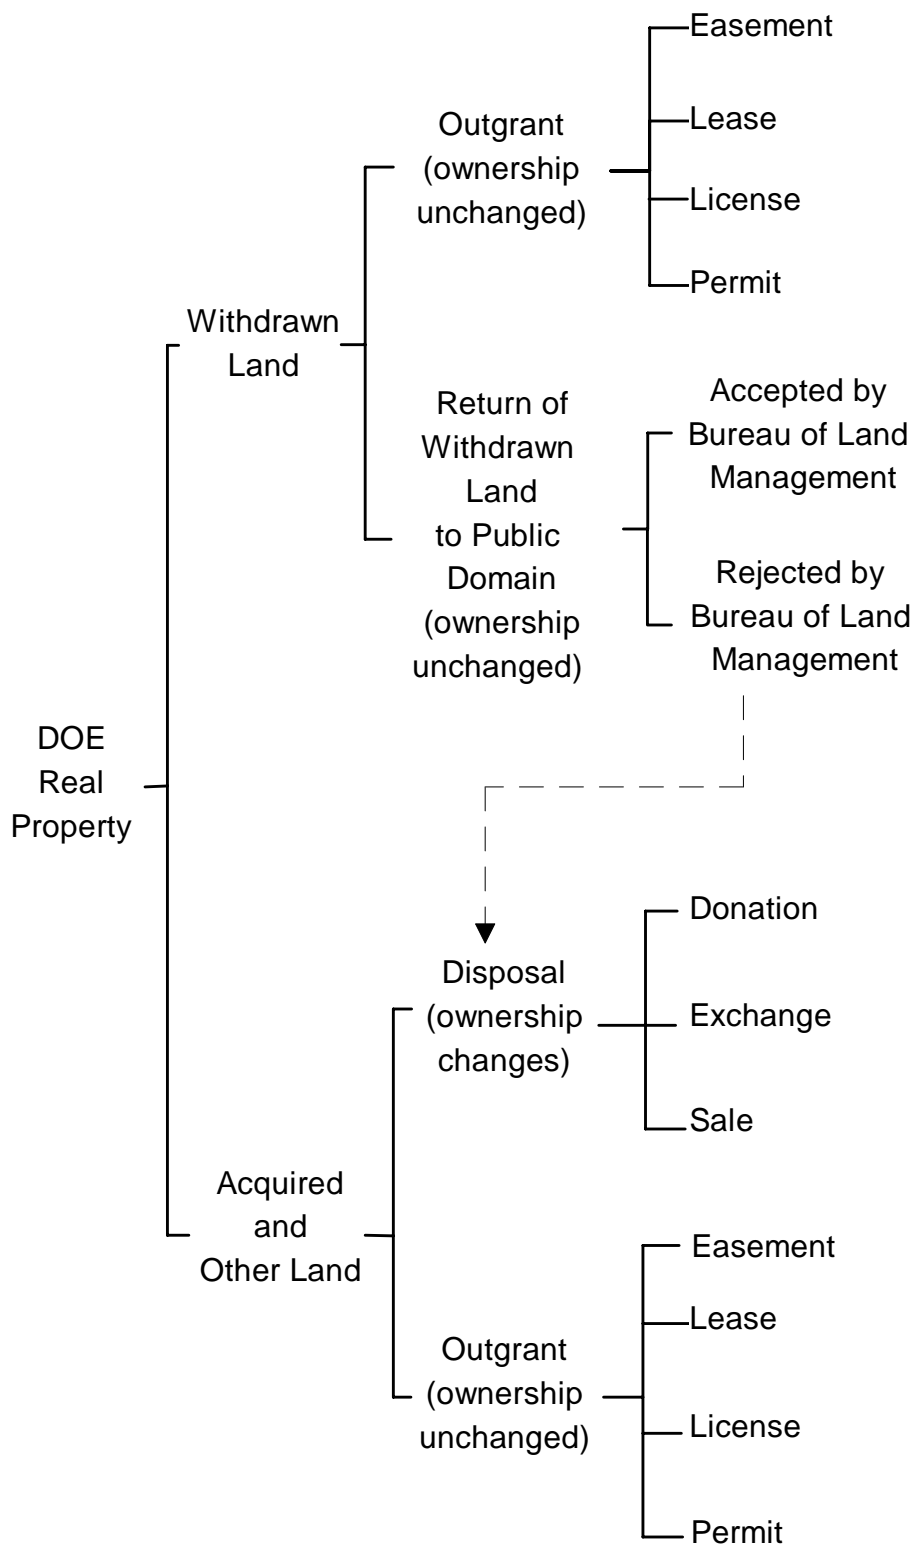 Easement
Outgrant
(ownership
unchanged)
Lease
License
Permit
Withdrawn
Land
Return of
Withdrawn
Land
to Public
Domain
(ownership
unchanged)
Accepted by
Bureau of Land
Management
Rejected by
Bureau of Land
Management
DOE
Real
Property
Disposal
(ownership
changes)
Donation
Exchange
Sale
Acquired
and
Other Land
Outgrant
(ownership
unchanged)
Easement
Lease
License
Permit